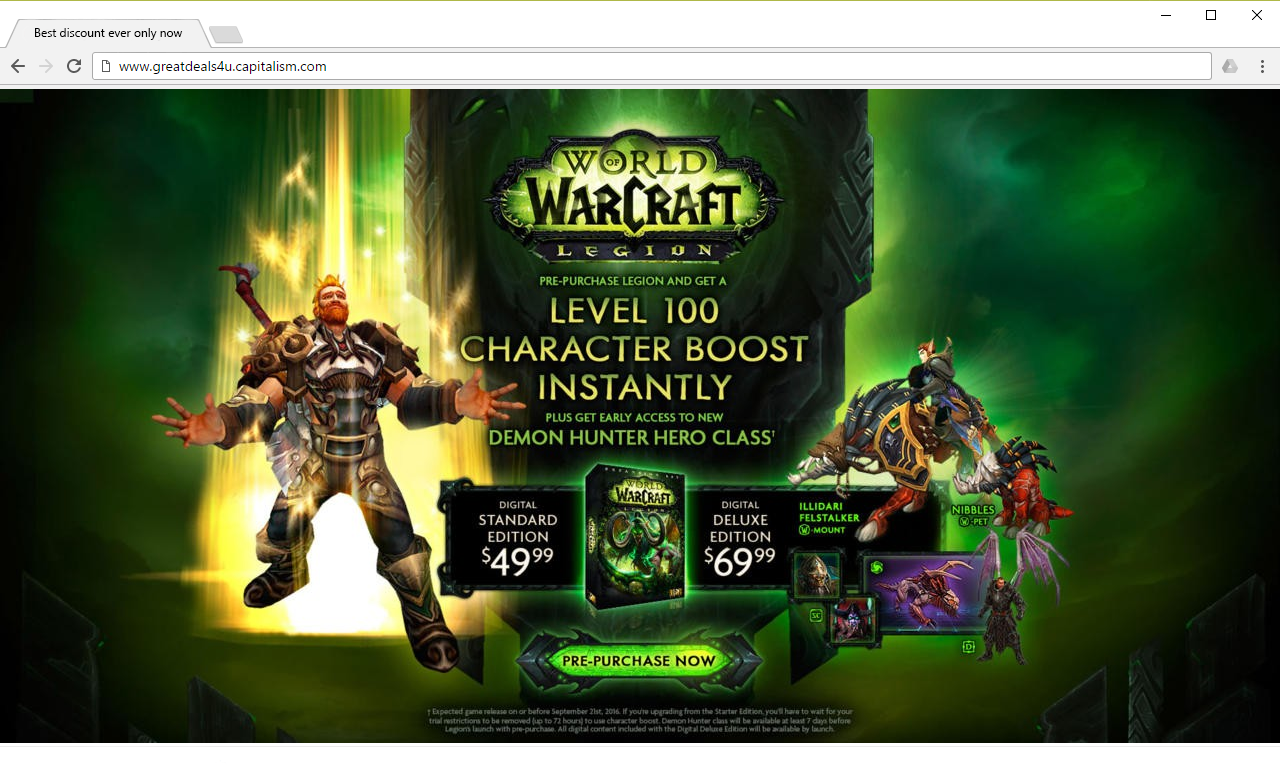 Best discount ever only now
www.greatdeals4u.capitalism.com
WORLD
OF
WARCRAFT
LEGION
PRE-PURCHASE LEGION AND GET A
LEVEL 100
CHARACTER BOOST
INSTANTLY
PLUS GET EARLY ACCESS TO NEW
DEMON HUNTER HERO CLASS†
DIGITAL
STANDARD
EDITION
$4999
WORLD
WARCRAFT
LEGION
DIGITAL
DELUXE
EDITION
$6999
ILLIDARI
FELSTALKER
W-MOUNT
NIBBLES
W-PET
D
PRE-PURCHASE NOW
† Expected game release on or before September 21st, 2016. If you're upgrading from the Starter Edition, you'll have to wait for your
trial restrictions to be removed (up to 72 hours) to use character boost. Demon Hunter class will be available at least 7 days before
Legion's launch with pre-purchase. All digital content included with the Digital Deluxe Edition will be available by launch.